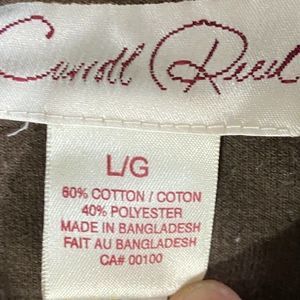 Carroll Reed
L/G
60% COTTON / COTON
40% POLYESTER
MADE IN BANGLADESH
FAIT AU BANGLADESH
CA# 00100